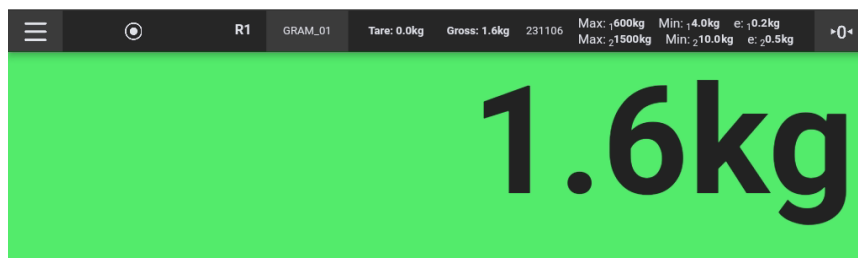 R1 GRAM_01 Tare: 0.0kg Gross: 1.6kg 231106 Max: ₁600kg Min: ₁4.0kg e: ₁0.2kg ▸0◂
Max: ₂1500kg Min: ₂10.0kg e: ₂0.5kg
1.6kg